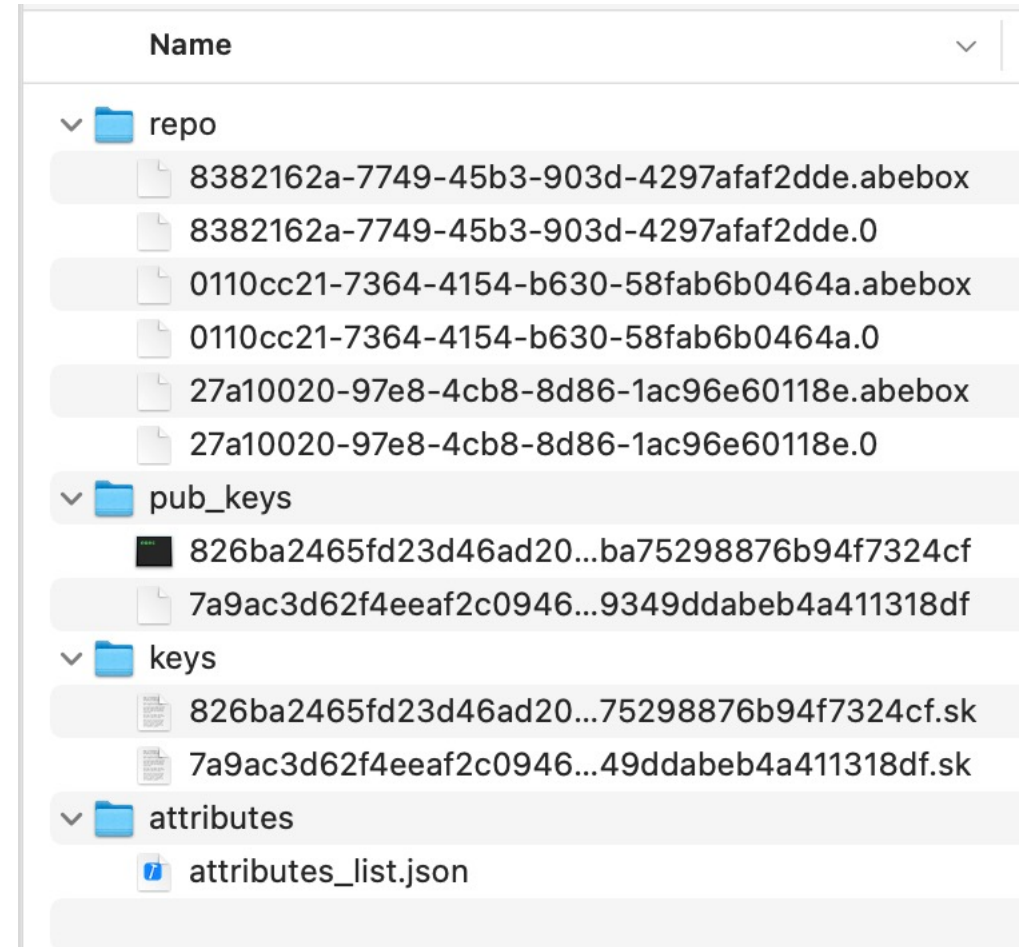 Name
repo
8382162a-7749-45b3-903d-4297afaf2dde.abebox
8382162a-7749-45b3-903d-4297afaf2dde.0
0110cc21-7364-4154-b630-58fab6b0464a.abebox
0110cc21-7364-4154-b630-58fab6b0464a.0
27a10020-97e8-4cb8-8d86-1ac96e60118e.abebox
27a10020-97e8-4cb8-8d86-1ac96e60118e.0
pub_keys
826ba2465fd23d46ad20...ba75298876b94f7324cf
7a9ac3d62f4eeaf2c0946...9349ddabeb4a411318df
keys
826ba2465fd23d46ad20...75298876b94f7324cf.sk
7a9ac3d62f4eeaf2c0946...49ddabeb4a411318df.sk
attributes
attributes_list.json